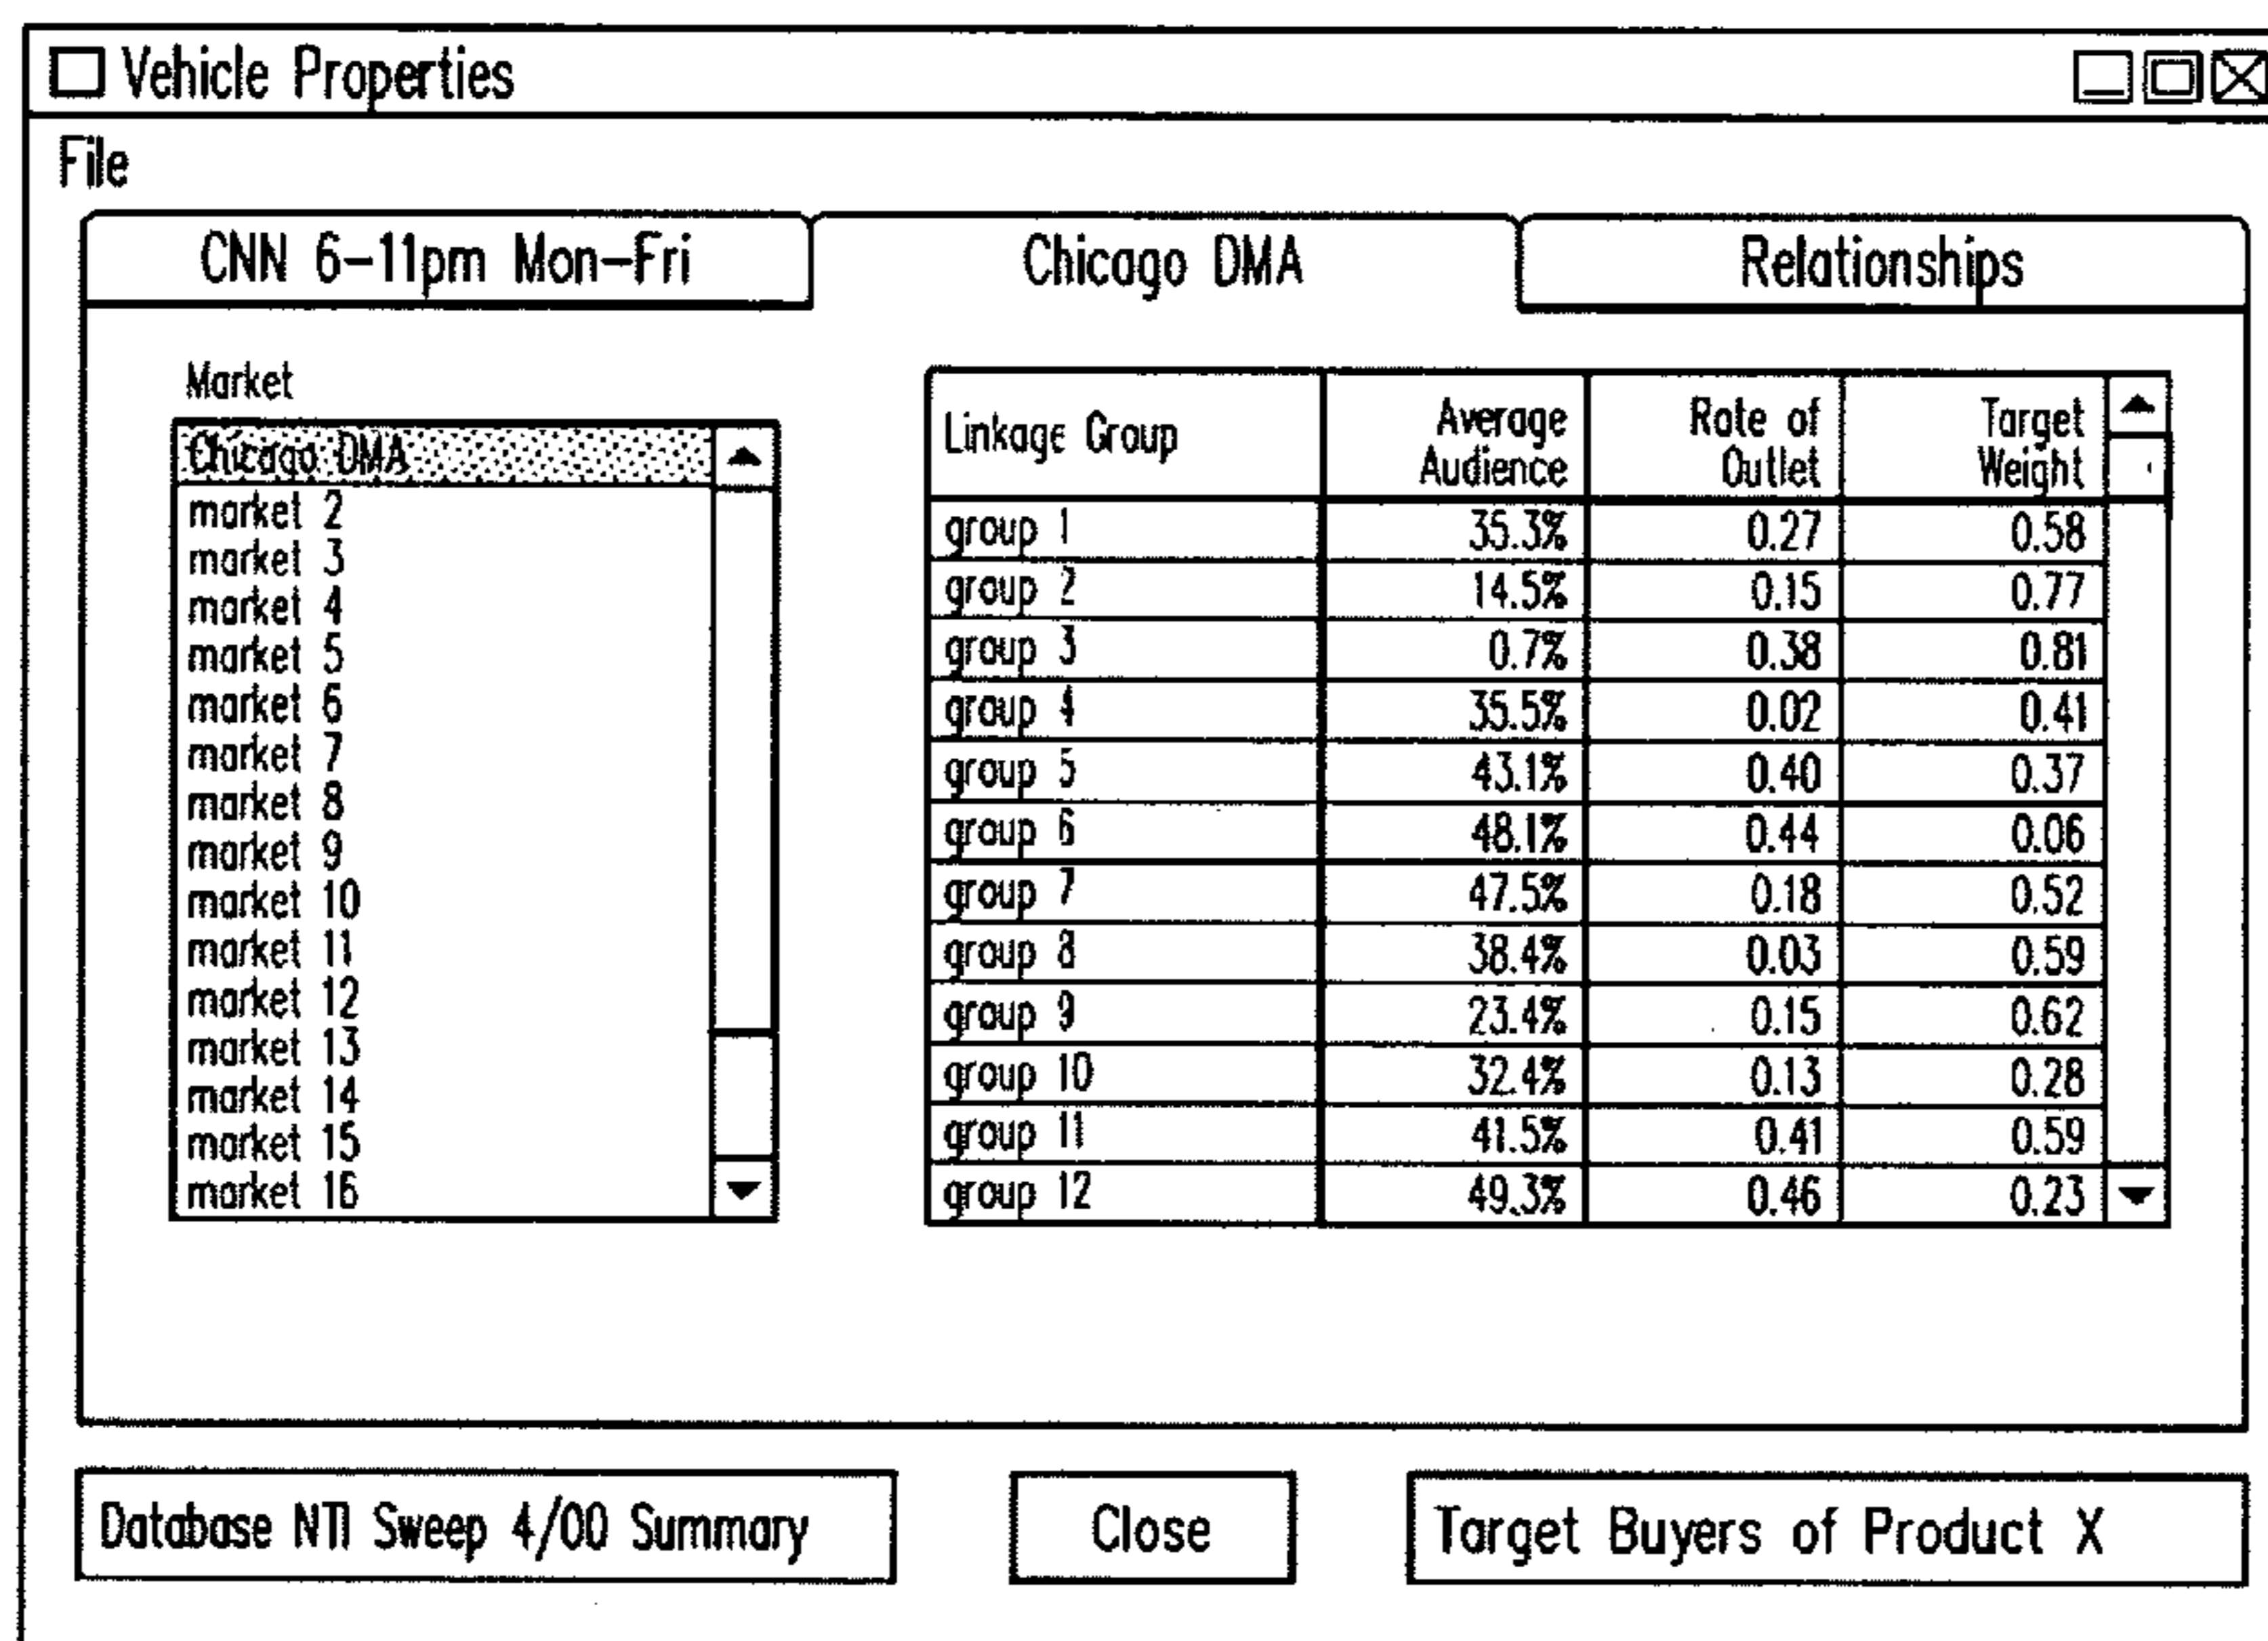 Vehicle Properties
File
CNN 6-11pm Mon-Fri
Chicago DMA
Relationships
Market
Chicago DMA
market 2
market 3
market 4
market 5
market 6
market 7
market 8
market 9
market 10
market 11
market 12
market 13
market 14
market 15
market 16
Linkage Group Average Audience Rate of Outlet Target Weight
group 1 35.3% 0.27 0.58
group 2 14.5% 0.15 0.77
group 3 0.7% 0.38 0.81
group 4 35.5% 0.02 0.41
group 5 43.1% 0.40 0.37
group 6 48.1% 0.44 0.06
group 7 47.5% 0.18 0.52
group 8 38.4% 0.03 0.59
group 9 23.4% 0.15 0.62
group 10 32.4% 0.13 0.28
group 11 41.5% 0.41 0.59
group 12 49.3% 0.46 0.23
Database NTI Sweep 4/00 Summary
Close
Target Buyers of Product X